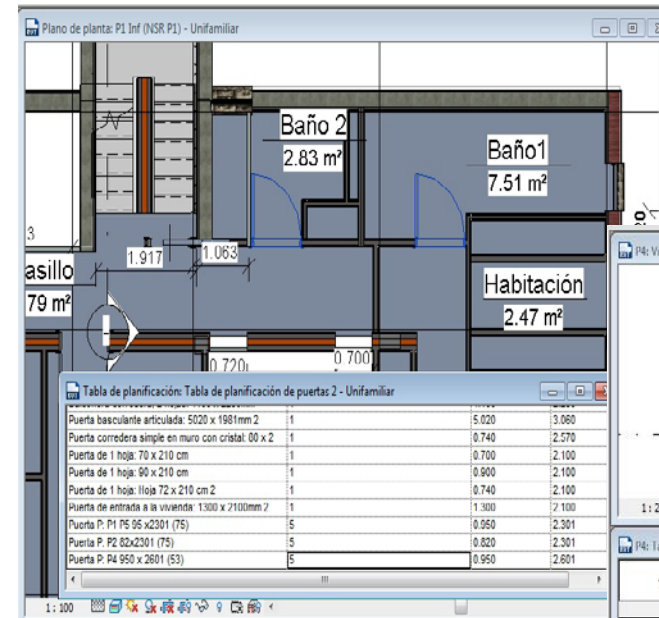 Plano de planta: P1 Inf (NSR P1) - Unifamiliar
Baño 2
2.83 m²
Baño1
7.51 m²
3
1.917
1.063
asillo
79 m²
Habitación
2.47 m²
20
P4: V
0.720
0.700
Tabla de planificación: Tabla de planificación de puertas 2 - Unifamiliar
Puerta basculante articulada: 5020 x 1981mm 2 1 5.020 3.060
Puerta corredera simple en muro con cristal: 80 x 2 1 0.740 2.570
Puerta de 1 hoja: 70 x 210 cm 1 0.700 2.100
Puerta de 1 hoja: 90 x 210 cm 1 0.900 2.100
Puerta de 1 hoja: Hoja 72 x 210 cm 2 1 0.740 2.100
Puerta de entrada a la vivienda: 1300 x 2100mm 2 1 1.300 2.100
Puerta P: P1 P5 95 x2301 (75) 5 0.950 2.301
Puerta P: P2 82x2301 (75) 5 0.820 2.301
Puerta P: P4 950 x 2601 (53) 5 0.950 2.601
1:2
P4: Ta
1:100